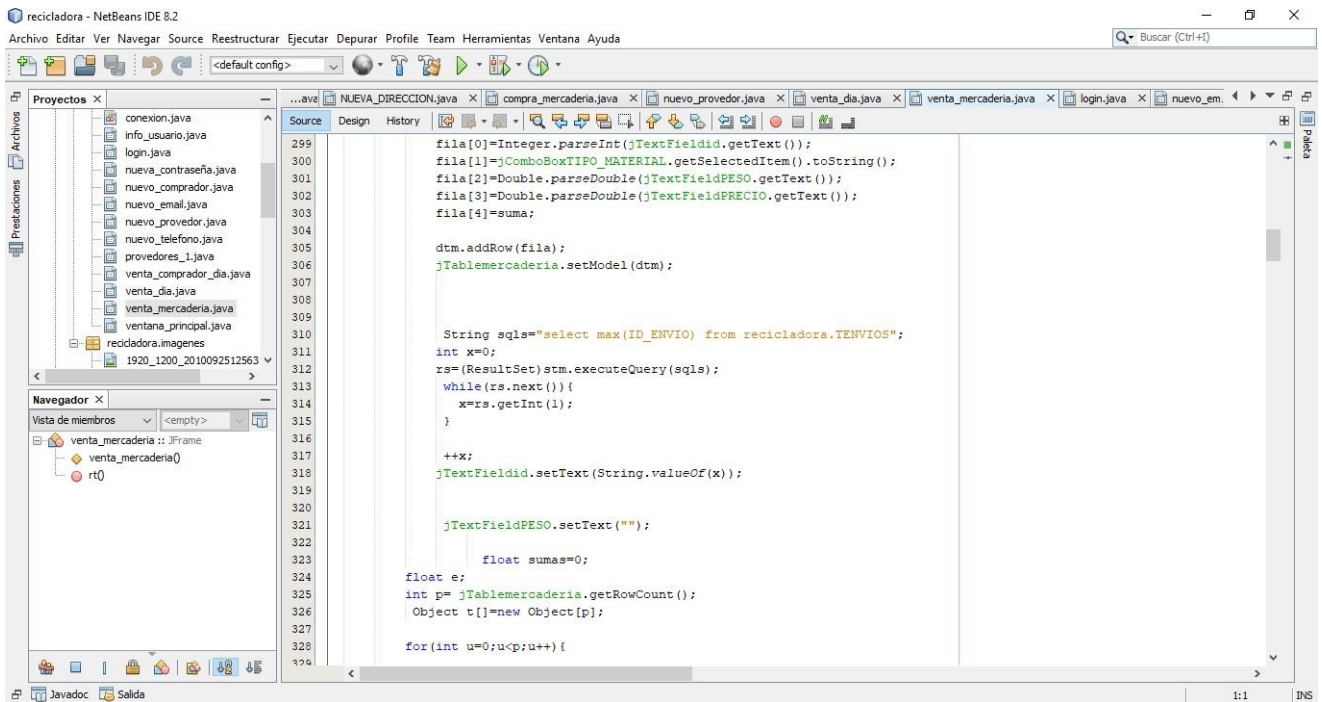 recicladora - NetBeans IDE 8.2
Archivo Editar Ver Navegar Source Reestructurar Ejecutar Depurar Profile Team Herramientas Ventana Ayuda
Buscar (Ctrl+I)
<default config>
Proyectos
...ava NUEVA_DIRECCION.java compra_mercaderia.java nuevo_provedor.java venta_dia.java venta_mercaderia.java login.java nuevo_em.
Source Design History
Archivos
Prestaciones
Paleta
conexion.java
info_usuario.java
login.java
nueva_contraseña.java
nuevo_comprador.java
nuevo_email.java
nuevo_provedor.java
nuevo_telefono.java
provedores_1.java
venta_comprador_dia.java
venta_dia.java
venta_mercaderia.java
ventana_principal.java
recicladora.imagenes
1920_1200_2010092512563
Navegador
Vista de miembros <empty>
venta_mercaderia :: JFrame
venta_mercaderia()
rt()
299 fila[0]=Integer.parseInt(jTextFieldid.getText());
300 fila[1]=jComboBoxTIPO_MATERIAL.getSelectedItem().toString();
301 fila[2]=Double.parseDouble(jTextFieldPESO.getText());
302 fila[3]=Double.parseDouble(jTextFieldPRECIO.getText());
303 fila[4]=suma;
304
305 dtm.addRow(fila);
306 jTablemercaderia.setModel(dtm);
307
308
309
310 String sqls="select max(ID_ENVIO) from recicladora.TENVIOS";
311 int x=0;
312 rs=(ResultSet)stm.executeQuery(sqls);
313 while(rs.next()){
314 x=rs.getInt(1);
315 }
316
317 ++x;
318 jTextFieldid.setText(String.valueOf(x));
319
320
321 jTextFieldPESO.setText("");
322
323 float sumas=0;
324 float e;
325 int p= jTablemercaderia.getRowCount();
326 Object t[]=new Object[p];
327
328 for(int u=0;u<p;u++){
329
Javadoc Salida
1:1 INS